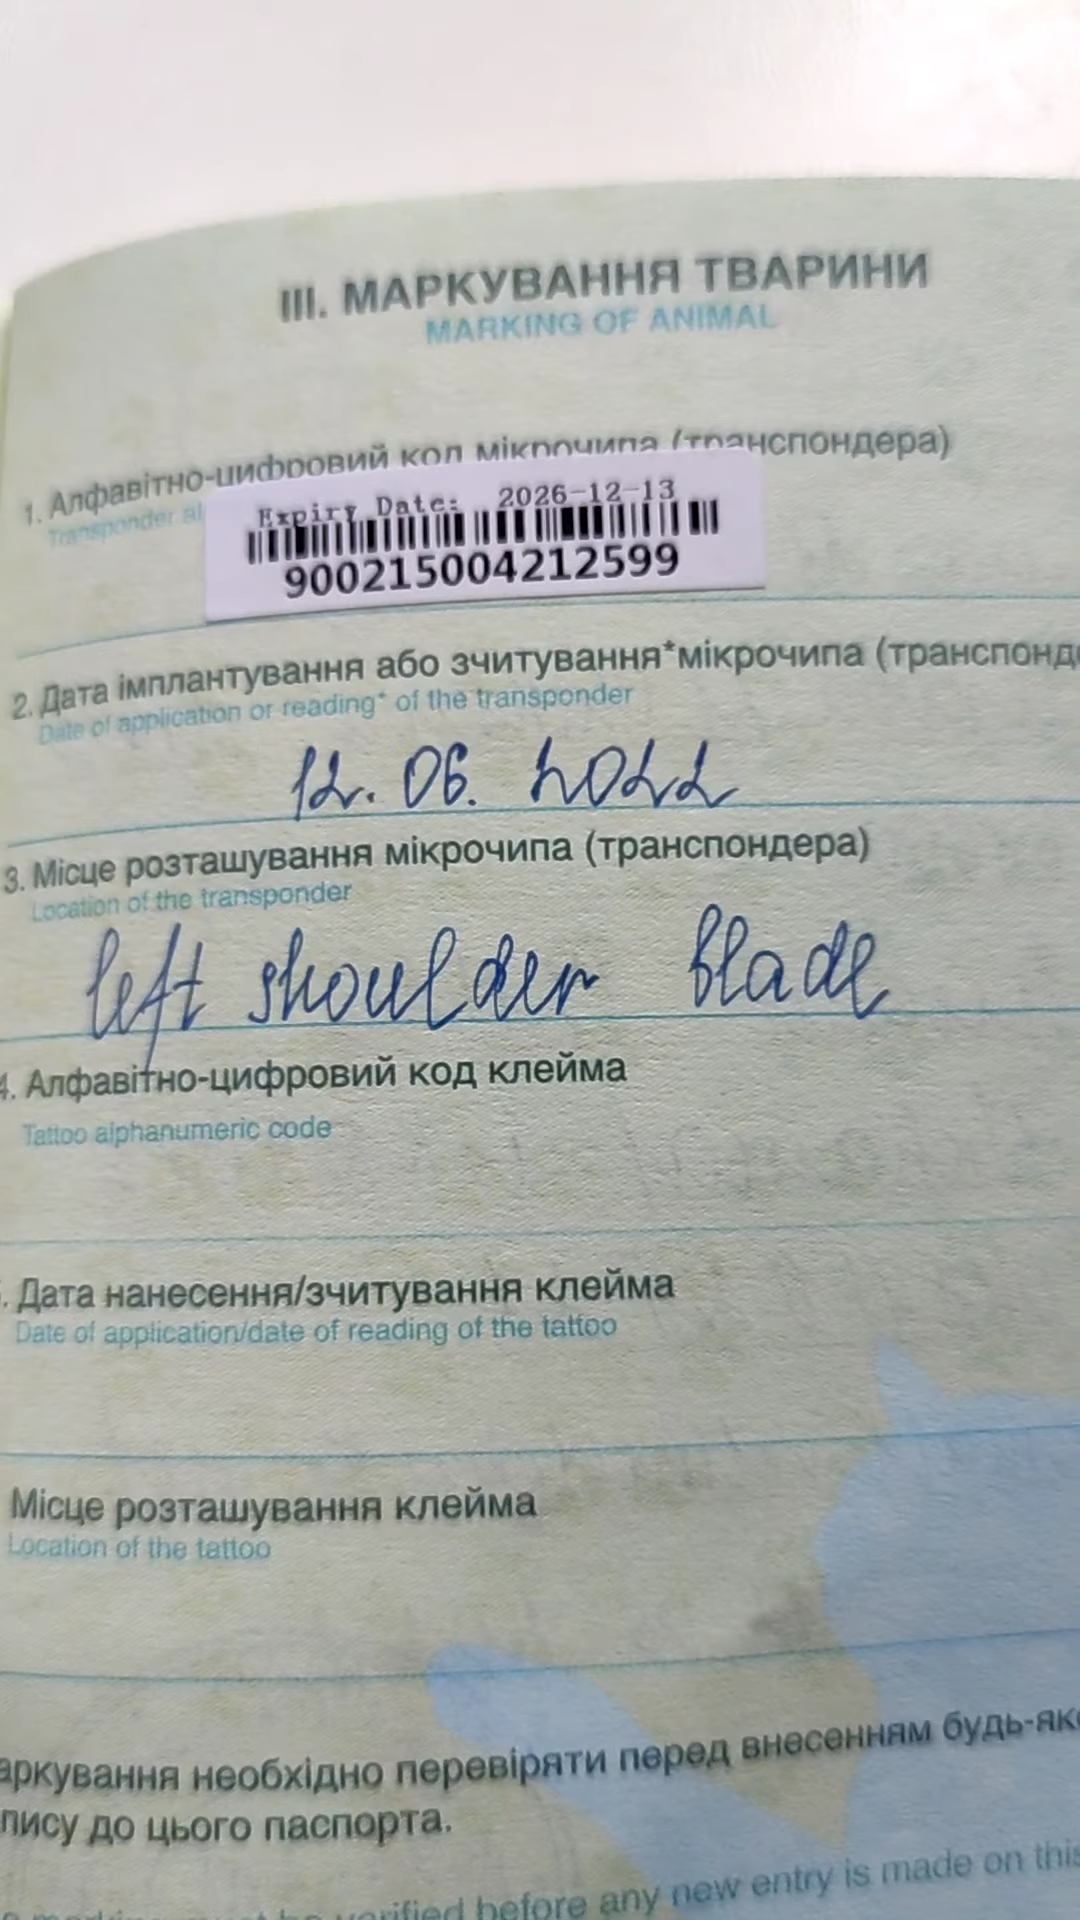 III. МАРКУВАННЯ ТВАРИНИ
MARKING OF ANIMAL
1. Алфавітно-цифровий код мікрочипа (транспондера)
Transponder al
Expiry Date: 2026-12-13
900215004212599
2. Дата імплантування або зчитування*мікрочипа (транспонд
Date of application or reading* of the transponder
12. 06. 2022
3. Місце розташування мікрочипа (транспондера)
Location of the transponder
left shoulder blade
4. Алфавітно-цифровий код клейма
Tattoo alphanumeric code
. Дата нанесення/зчитування клейма
Date of application/date of reading of the tattoo
Місце розташування клейма
Location of the tattoo
аркування необхідно перевіряти перед внесенням будь-як
пису до цього паспорта.
verified before any new entry is made on this